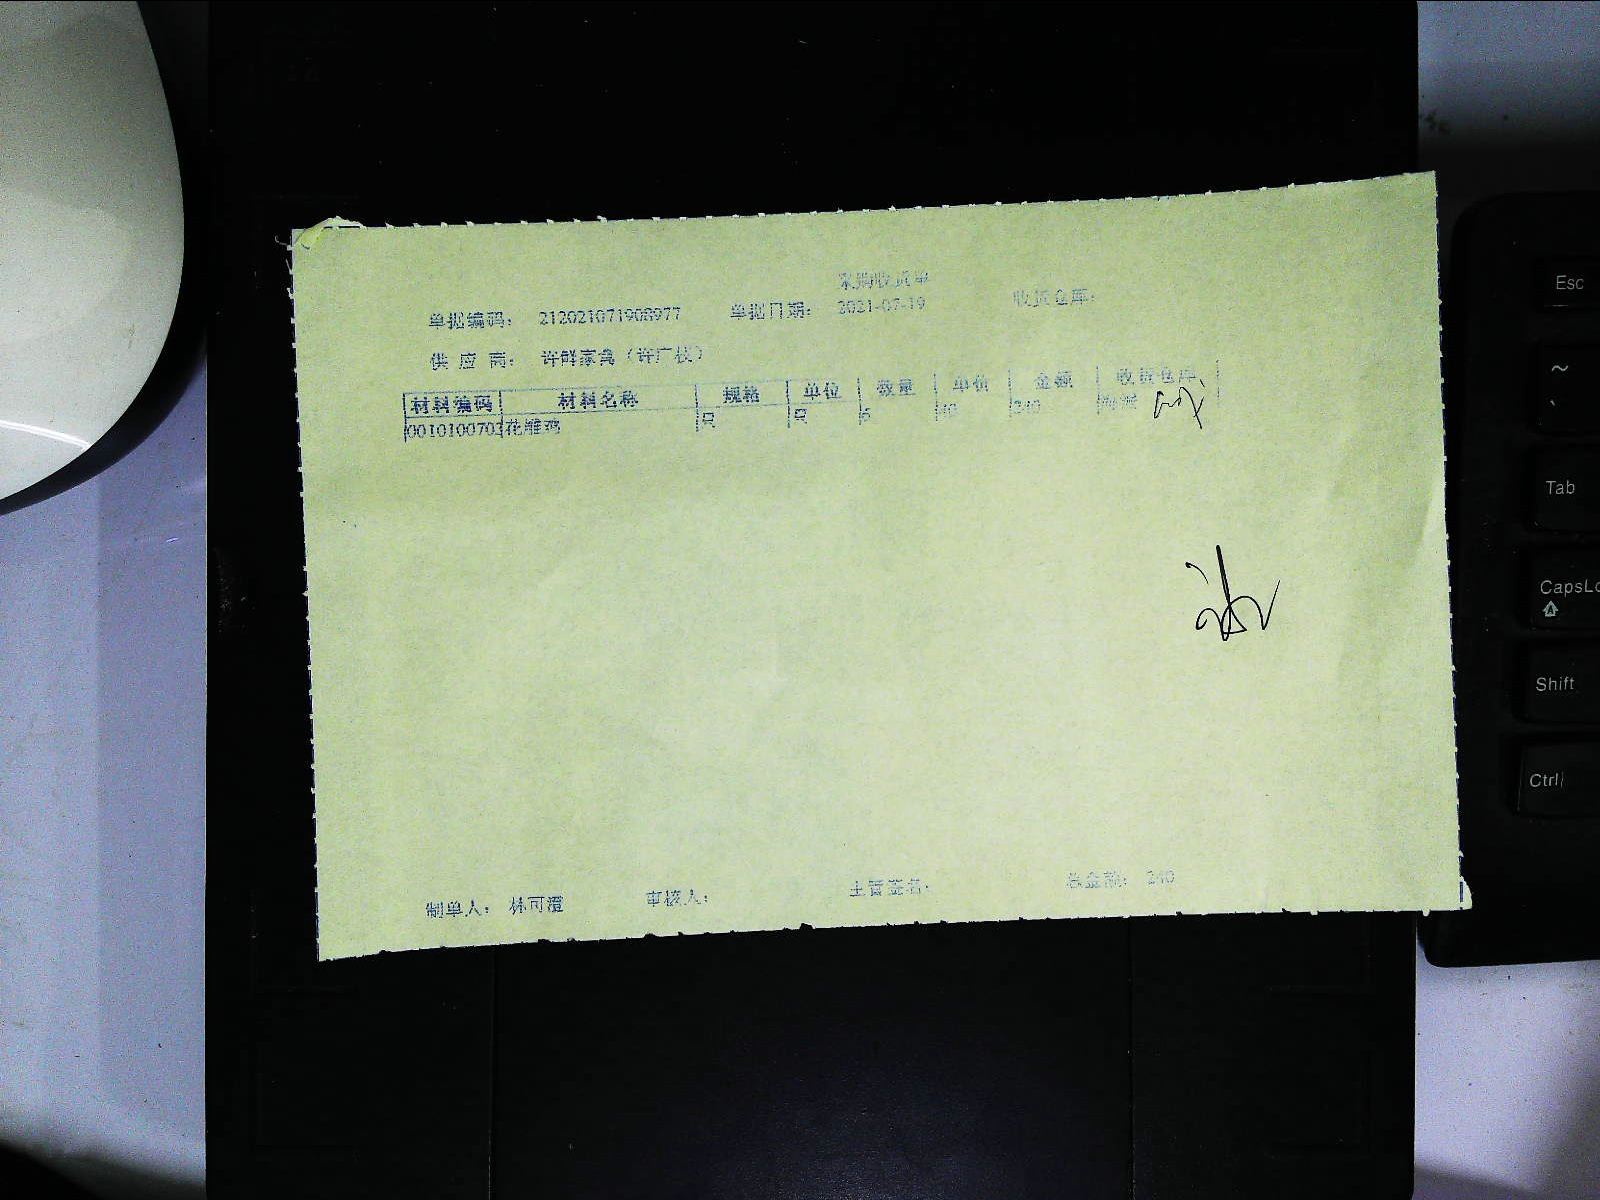 采购收货单
单据编码： 212021071908977 单据日期： 2021-07-19 收货仓库：
供 应 商： 许鲜家禽（许广枝）
材料编码 材料名称 规格 单位 数量 单价 金额 收货仓库
0010100703 花雕鸡 只 只 240
制单人： 林可澄 审核人： 主管签名： 总金额： 240
Esc
~
Tab
CapsLo
Shift
Ctrl